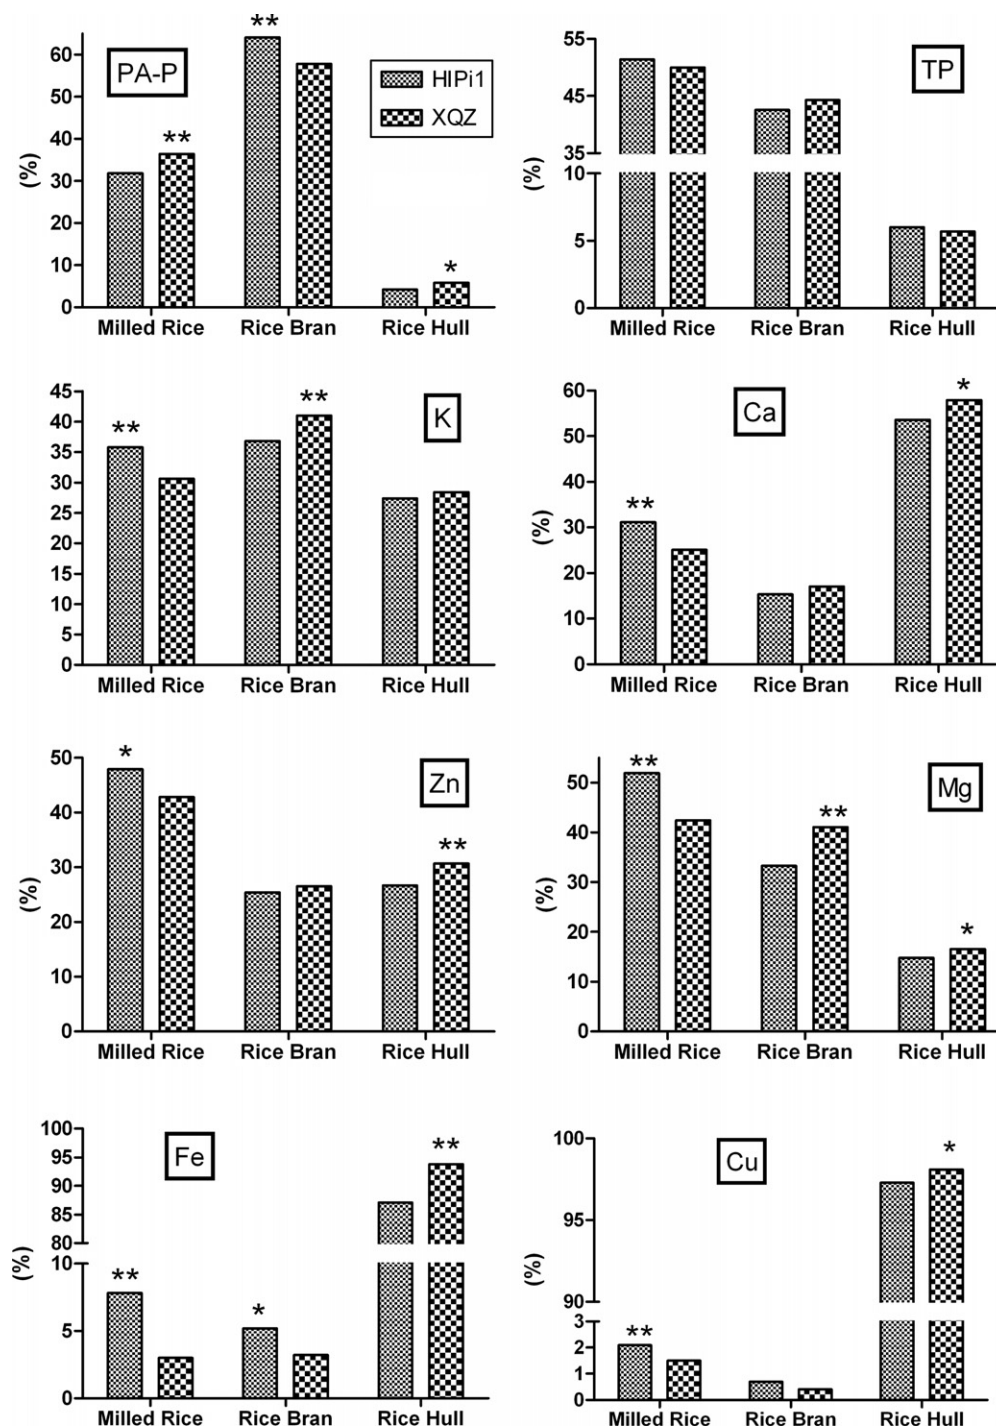 **
60
50
40
30
20
10
0
(%)
PA-P
HIPi1
XQZ
**
*
Milled Rice
Rice Bran
Rice Hull
55
45
35
10
5
0
(%)
TP
Milled Rice
Rice Bran
Rice Hull
45
40
35
30
25
20
15
10
5
0
(%)
K
**
**
Milled Rice
Rice Bran
Rice Hull
60
50
40
30
20
10
0
(%)
Ca
**
*
Milled Rice
Rice Bran
Rice Hull
50
40
30
20
10
0
(%)
Zn
*
**
Milled Rice
Rice Bran
Rice Hull
50
40
30
20
10
0
(%)
Mg
**
**
*
Milled Rice
Rice Bran
Rice Hull
100
95
90
85
80
10
5
0
(%)
Fe
**
*
**
Milled Rice
Rice Bran
Rice Hull
100
95
90
3
2
1
0
(%)
Cu
**
*
Milled Rice
Rice Bran
Rice Hull